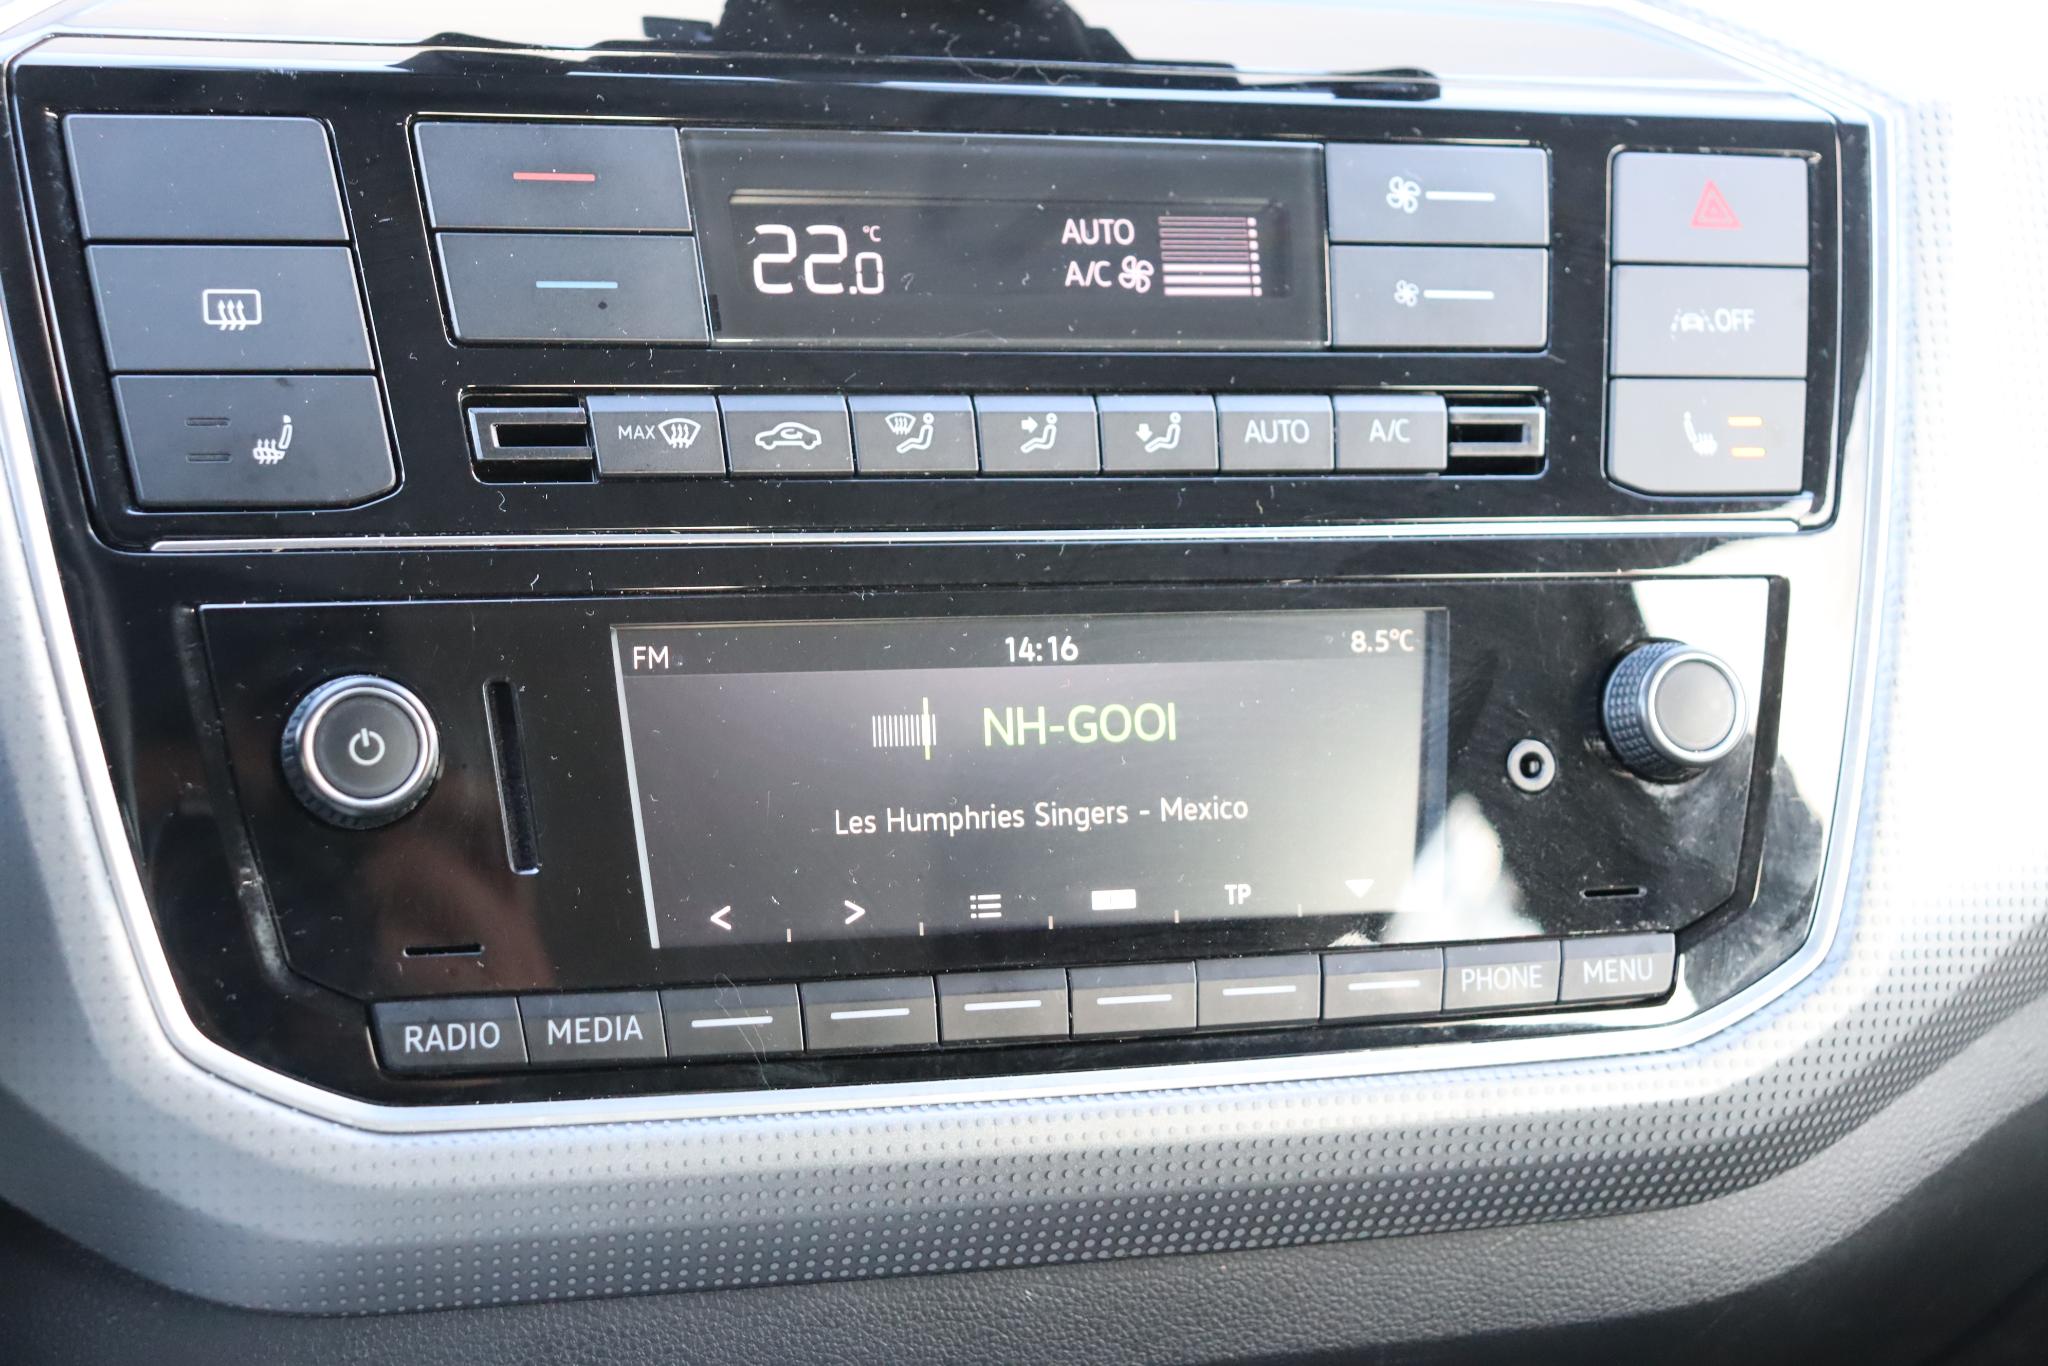 22.0 °C
AUTO
A/C
OFF
MAX
AUTO
A/C
FM
14:16
8.5°C
NH-GOOI
Les Humphries Singers - Mexico
< >
TP
RADIO
MEDIA
PHONE
MENU